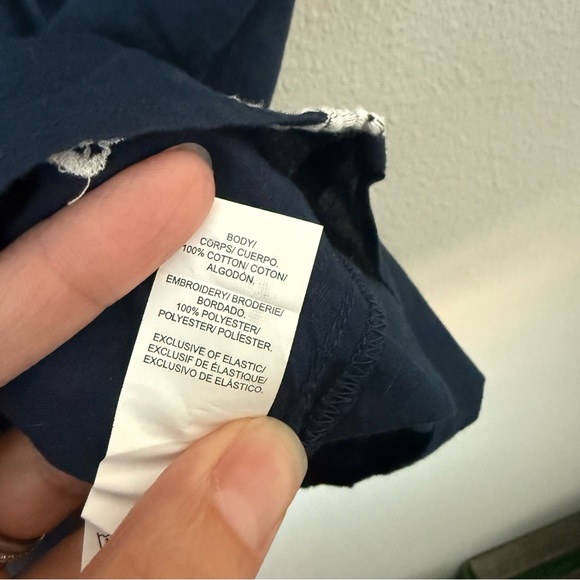 BODY/
CORPS/ CUERPO.
100% COTTON/ COTON/
ALGODÓN.
EMBROIDERY/ BRODERIE/
BORDADO.
100% POLYESTER/
POLYESTER/ POLÍESTER.
EXCLUSIVE OF ELASTIC/
EXCLUSIF DE ÉLASTIQUE/
EXCLUSIVO DE ELÁSTICO.